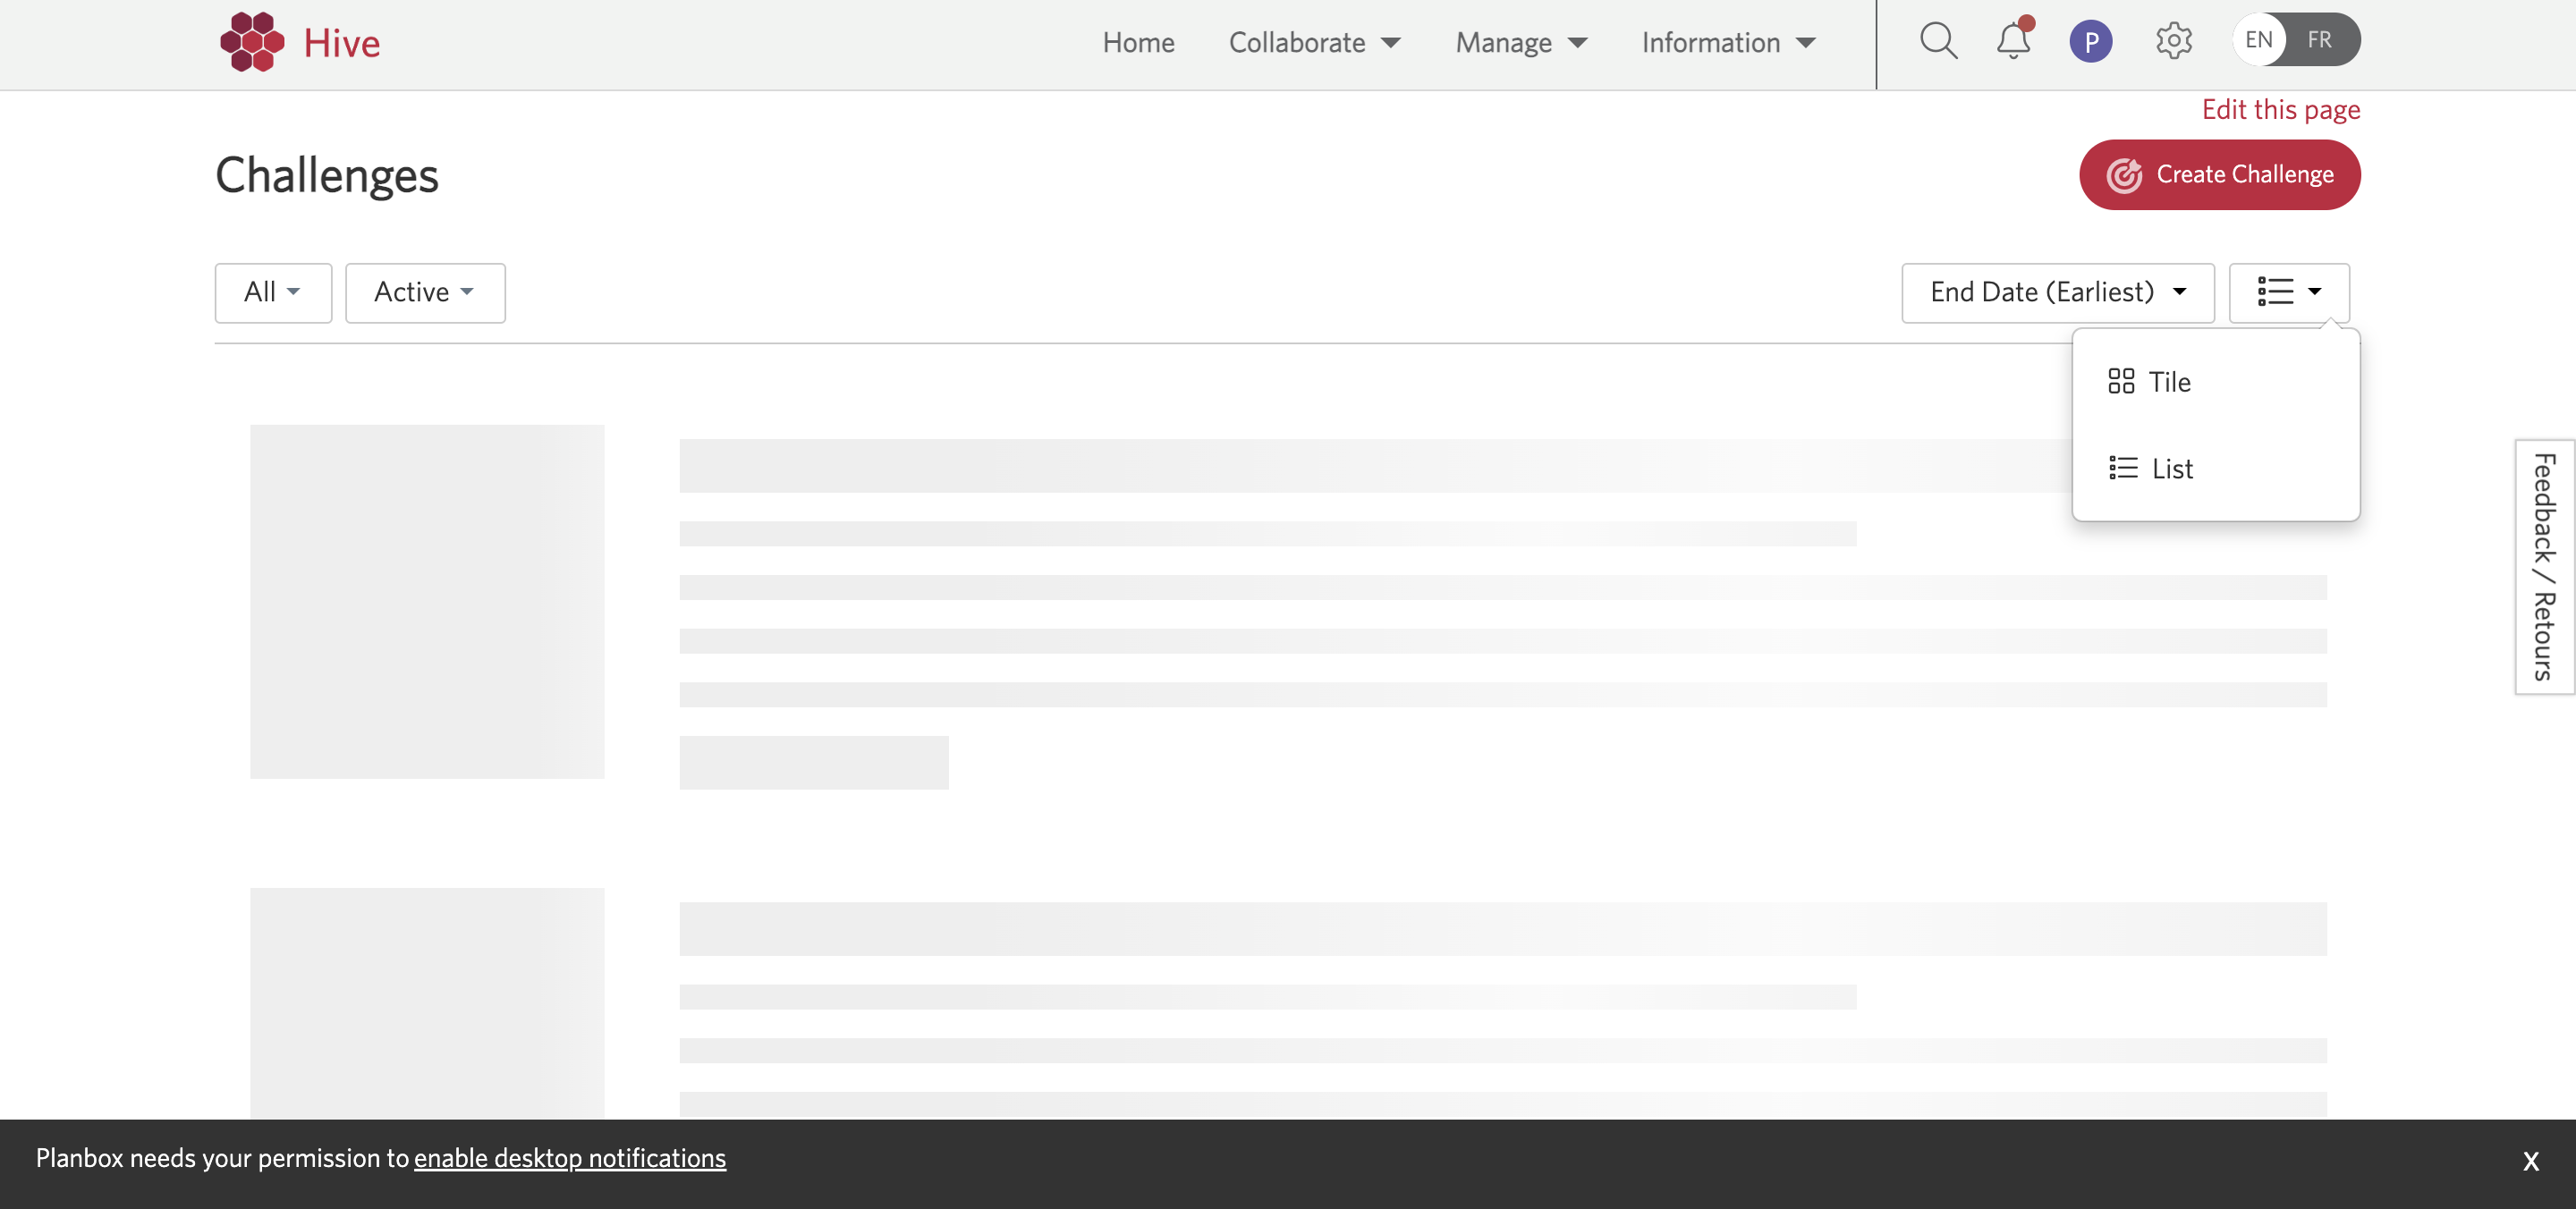 Hive
Home Collaborate Manage Information P EN FR
Edit this page
Challenges
Create Challenge
All Active End Date (Earliest)
Tile
List
Feedback / Retours
Planbox needs your permission to enable desktop notifications X